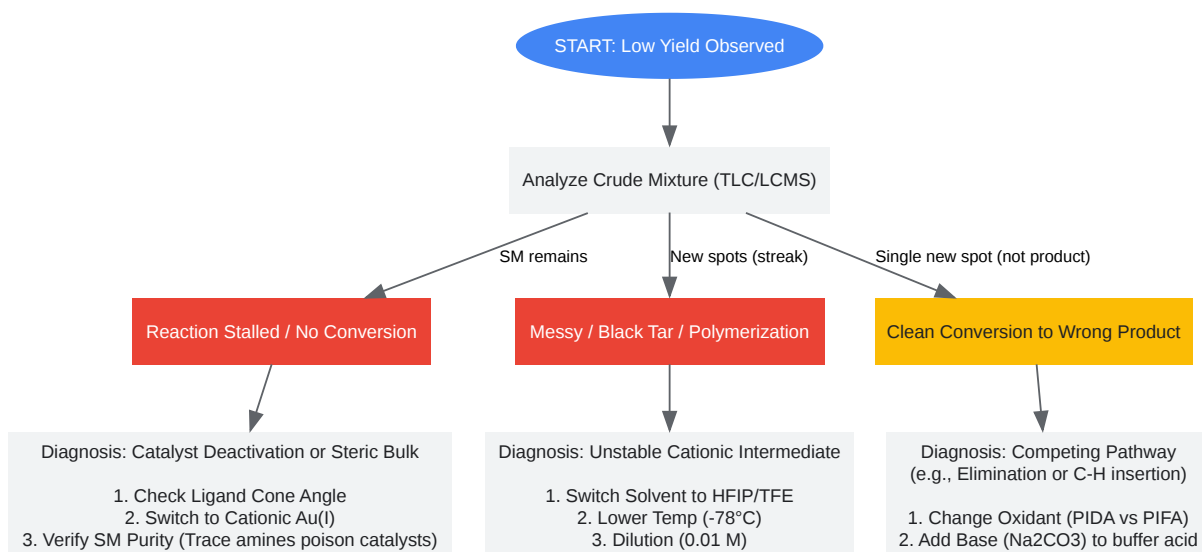 START: Low Yield Observed
Analyze Crude Mixture (TLC/LCMS)
SM remains
New spots (streak)
Single new spot (not product)
Reaction Stalled / No Conversion
Messy / Black Tar / Polymerization
Clean Conversion to Wrong Product
Diagnosis: Catalyst Deactivation or Steric Bulk
1. Check Ligand Cone Angle
2. Switch to Cationic Au(I)
3. Verify SM Purity (Trace amines poison catalysts)
Diagnosis: Unstable Cationic Intermediate
1. Switch Solvent to HFIP/TFE
2. Lower Temp (-78°C)
3. Dilution (0.01 M)
Diagnosis: Competing Pathway
(e.g., Elimination or C-H insertion)
1. Change Oxidant (PIDA vs PIFA)
2. Add Base (Na2CO3) to buffer acid